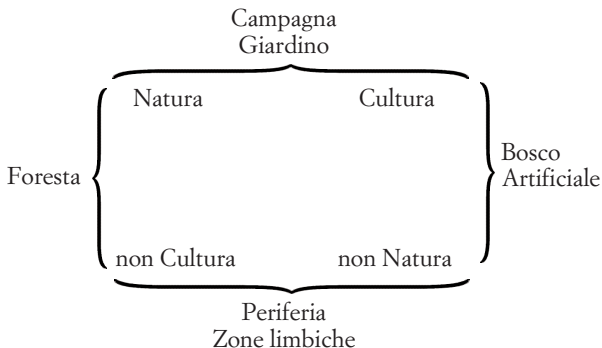 Campagna
Giardino
Natura Cultura
Foresta
Bosco
Artificiale
non Cultura non Natura
Periferia
Zone limbiche